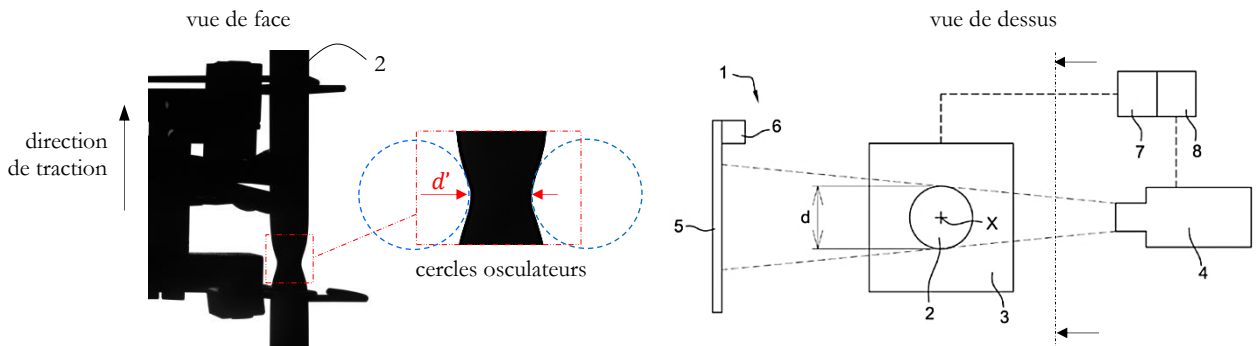 vue de face
2
direction
de traction
d'
cercles osculateurs
vue de dessus
1
6
7
8
5
d
X
4
2
3